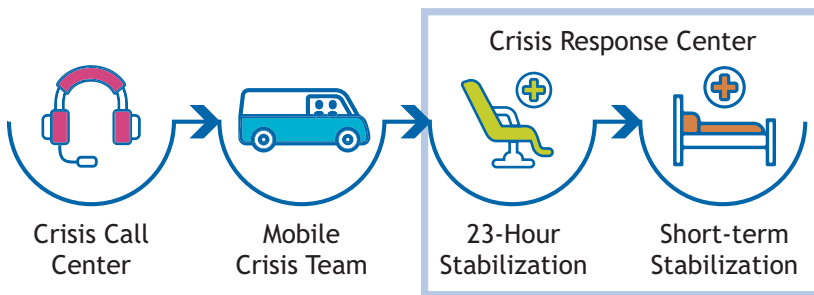 Crisis Response Center
Crisis Call
Center
Mobile
Crisis Team
23-Hour
Stabilization
Short-term
Stabilization